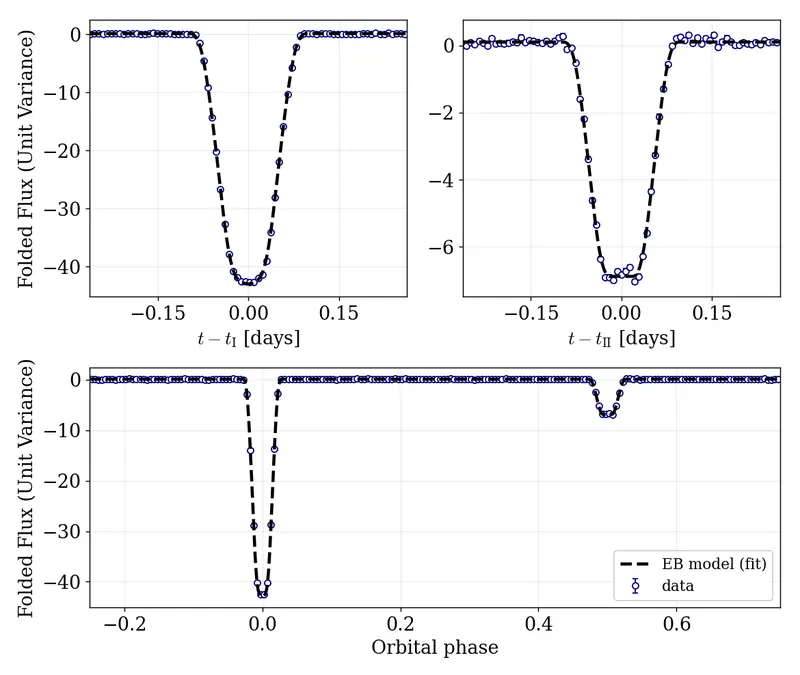 Folded Flux (Unit Variance)
0
−10
−20
−30
−40
−0.15 0.00 0.15
t − t_I [days]
0
−2
−4
−6
−0.15 0.00 0.15
t − t_II [days]
Folded Flux (Unit Variance)
0
−10
−20
−30
−40
EB model (fit)
data
−0.2 0.0 0.2 0.4 0.6
Orbital phase